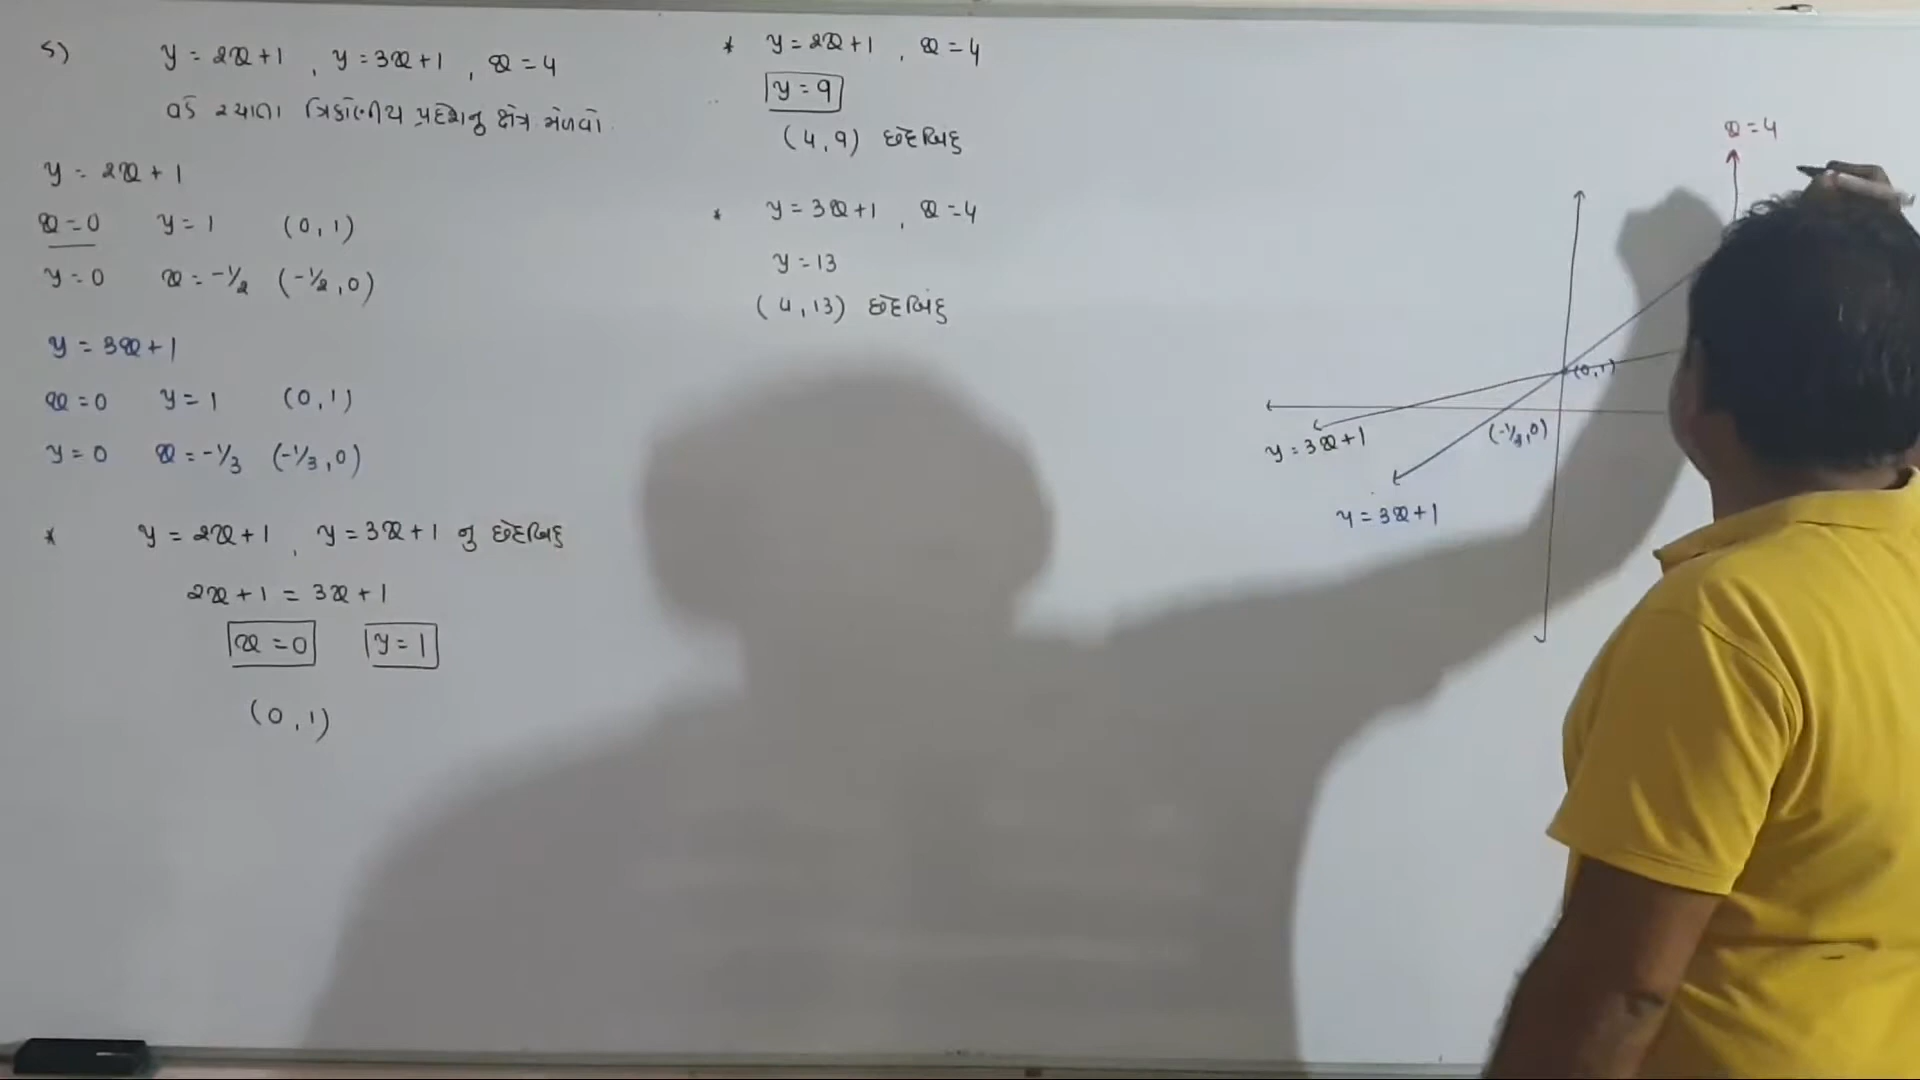 5) y = 2x+1 , y = 3x+1 , x = 4
વડે રચાતા ત્રિકોણીય પ્રદેશનુ ક્ષેત્ર મેળવો.
y = 2x + 1
x = 0 y = 1 (0, 1)
y = 0 x = -1/2 (-1/2, 0)
y = 3x + 1
x = 0 y = 1 (0, 1)
y = 0 x = -1/3 (-1/3, 0)
* y = 2x+1 , y = 3x+1 નુ છેદબિંદુ
2x + 1 = 3x + 1
x = 0 y = 1
(0, 1)
* y = 2x+1 , x = 4
y = 9
(4, 9) છેદબિંદુ
* y = 3x+1 , x = 4
y = 13
(4, 13) છેદબિંદુ
x = 4
(0, 1)
(-1/3, 0)
y = 3x+1
y = 3x+1